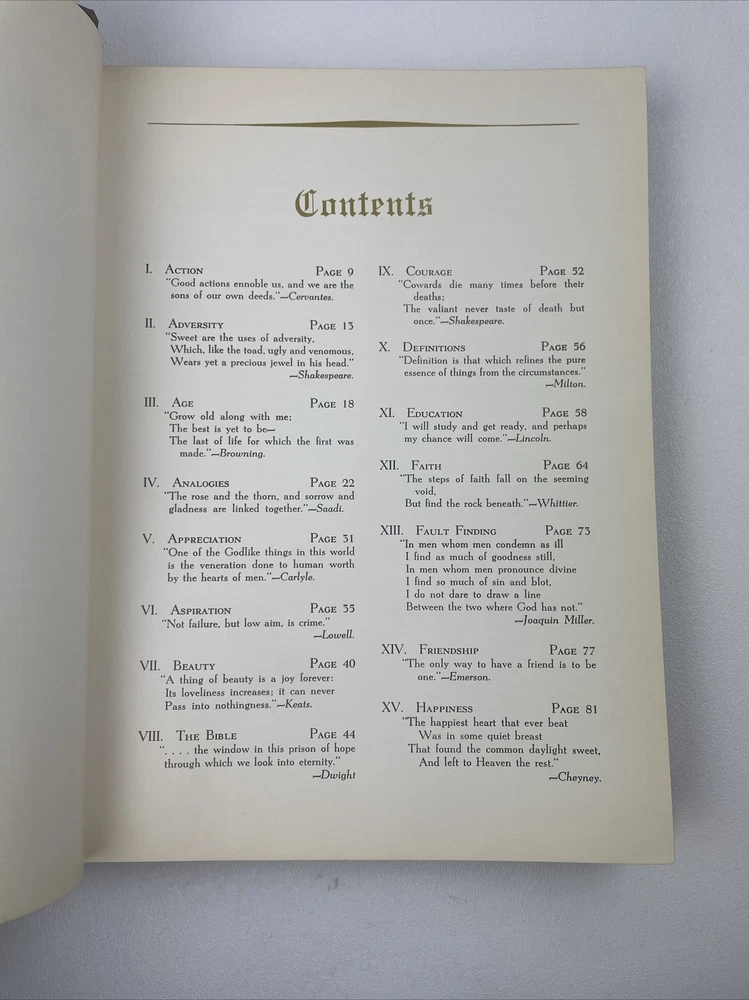 Contents
I. Action Page 9
"Good actions ennoble us, and we are the
sons of our own deeds."—Cervantes.
II. Adversity Page 13
"Sweet are the uses of adversity,
Which, like the toad, ugly and venomous,
Wears yet a precious jewel in his head."
—Shakespeare.
III. Age Page 18
"Grow old along with me;
The best is yet to be—
The last of life for which the first was
made."—Browning.
IV. Analogies Page 22
"The rose and the thorn, and sorrow and
gladness are linked together."—Saadi.
V. Appreciation Page 31
"One of the Godlike things in this world
is the veneration done to human worth
by the hearts of men."—Carlyle.
VI. Aspiration Page 35
"Not failure, but low aim, is crime."
—Lowell.
VII. Beauty Page 40
"A thing of beauty is a joy forever:
Its loveliness increases; it can never
Pass into nothingness."—Keats.
VIII. The Bible Page 44
". . . . the window in this prison of hope
through which we look into eternity."
—Dwight
IX. Courage Page 52
"Cowards die many times before their
deaths;
The valiant never taste of death but
once."—Shakespeare.
X. Definitions Page 56
"Definition is that which refines the pure
essence of things from the circumstances."
—Milton.
XI. Education Page 58
"I will study and get ready, and perhaps
my chance will come."—Lincoln.
XII. Faith Page 64
"The steps of faith fall on the seeming
void,
But find the rock beneath."—Whittier.
XIII. Fault Finding Page 73
"In men whom men condemn as ill
I find as much of goodness still,
In men whom men pronounce divine
I find so much of sin and blot,
I do not dare to draw a line
Between the two where God has not."
—Joaquin Miller.
XIV. Friendship Page 77
"The only way to have a friend is to be
one."—Emerson.
XV. Happiness Page 81
"The happiest heart that ever beat
Was in some quiet breast
That found the common daylight sweet,
And left to Heaven the rest."
—Cheyney.